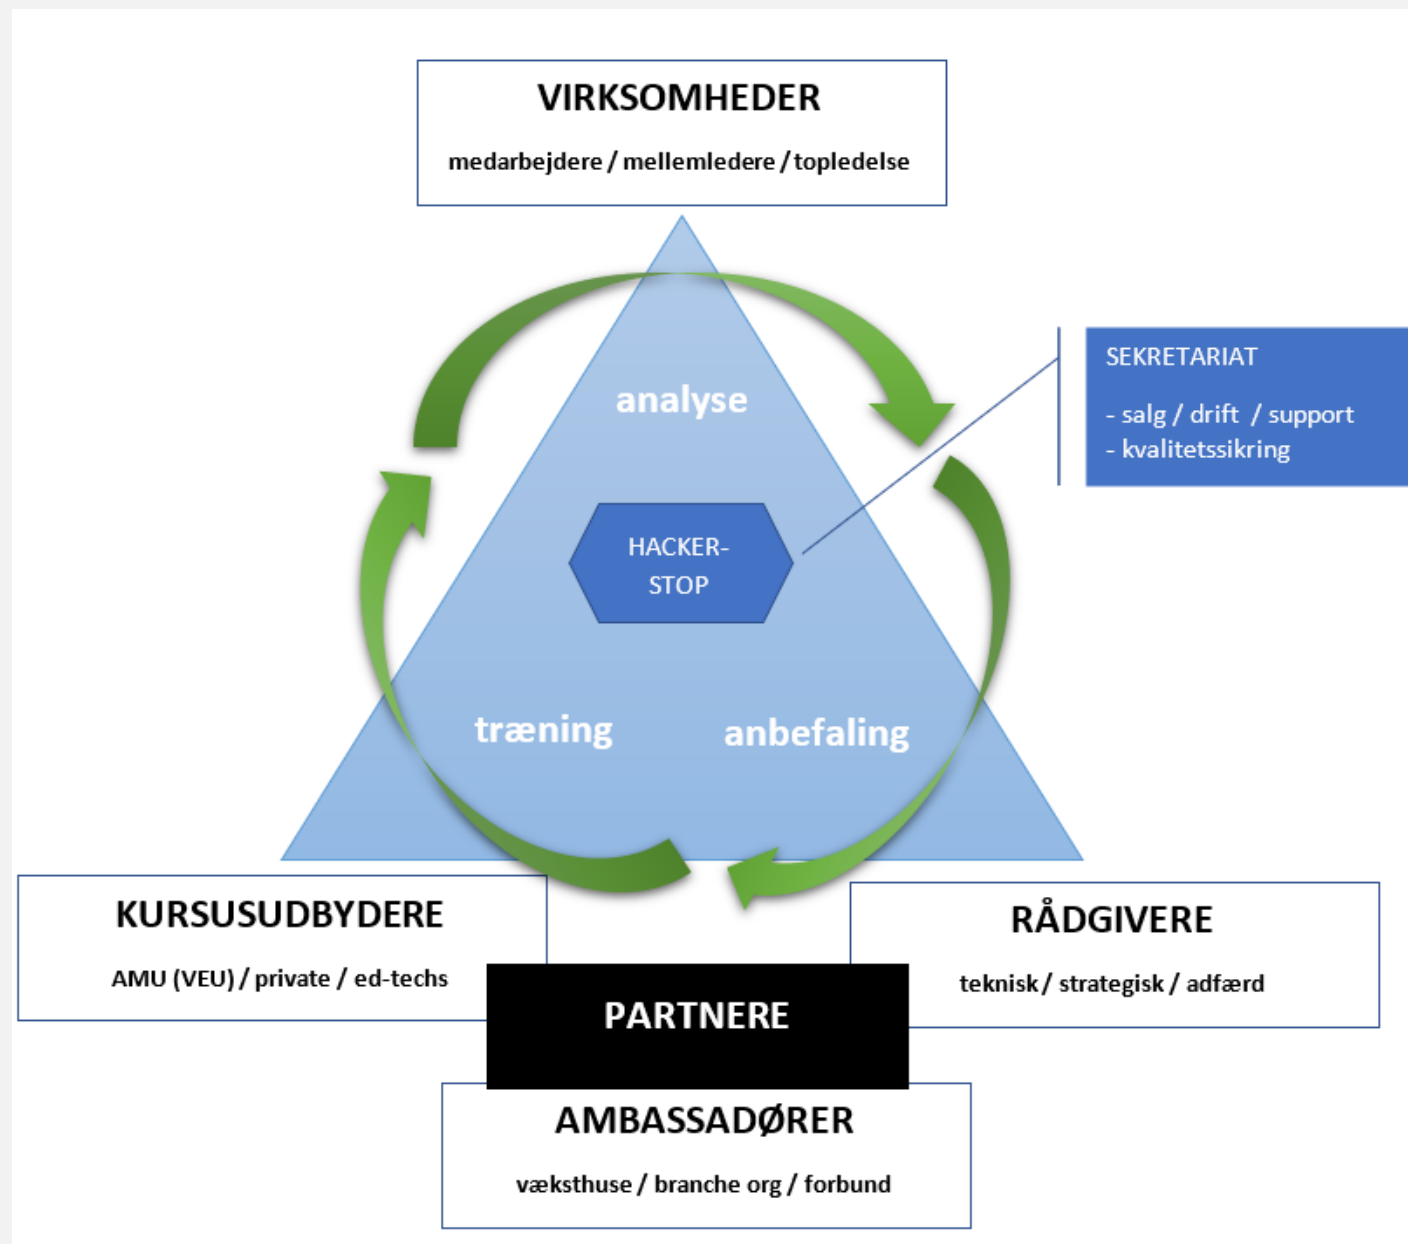 VIRKSOMHEDER
medarbejdere / mellemledere / topledelse
SEKRETARIAT
- salg / drift / support
- kvalitetssikring
analyse
HACKER-
STOP
træning
anbefaling
KURSUSUDBYDERE
AMU (VEU) / private / ed-techs
RÅDGIVERE
teknisk / strategisk / adfærd
PARTNERE
AMBASSADØRER
væksthuse / branche org / forbund